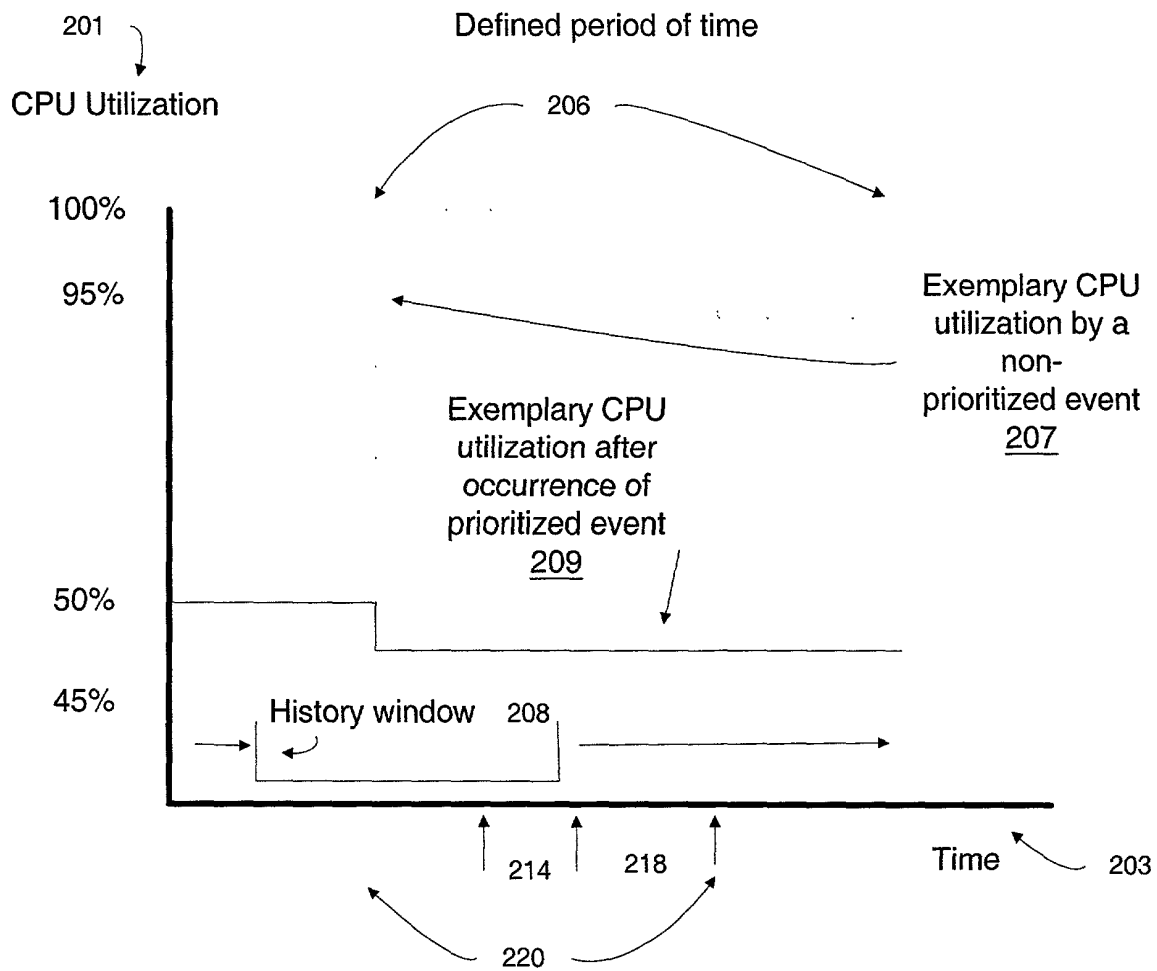 201
Defined period of time
CPU Utilization
206
100%
95%
Exemplary CPU
utilization by a
non-
prioritized event
207
Exemplary CPU
utilization after
occurrence of
prioritized event
209
50%
45%
History window 208
214
218
Time
203
220